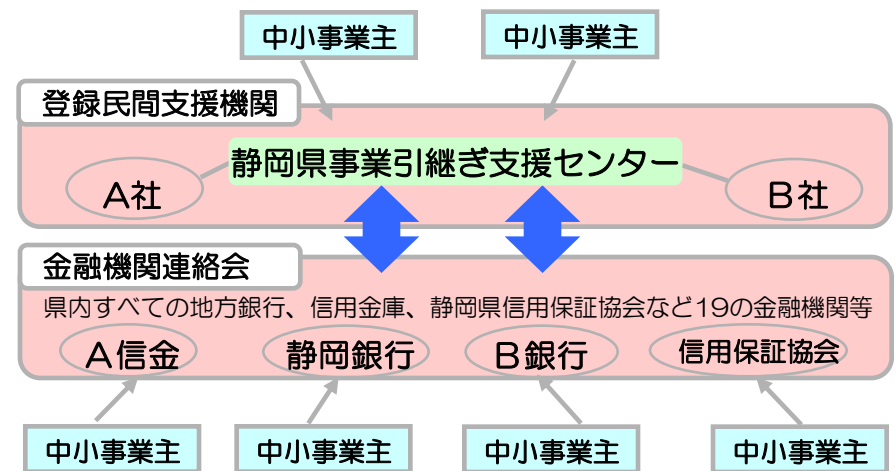 中小事業主
中小事業主
登録民間支援機関
静岡県事業引継ぎ支援センター
A社
B社
金融機関連絡会
県内すべての地方銀行、信用金庫、静岡県信用保証協会など19の金融機関等
A信金
静岡銀行
B銀行
信用保証協会
中小事業主
中小事業主
中小事業主
中小事業主